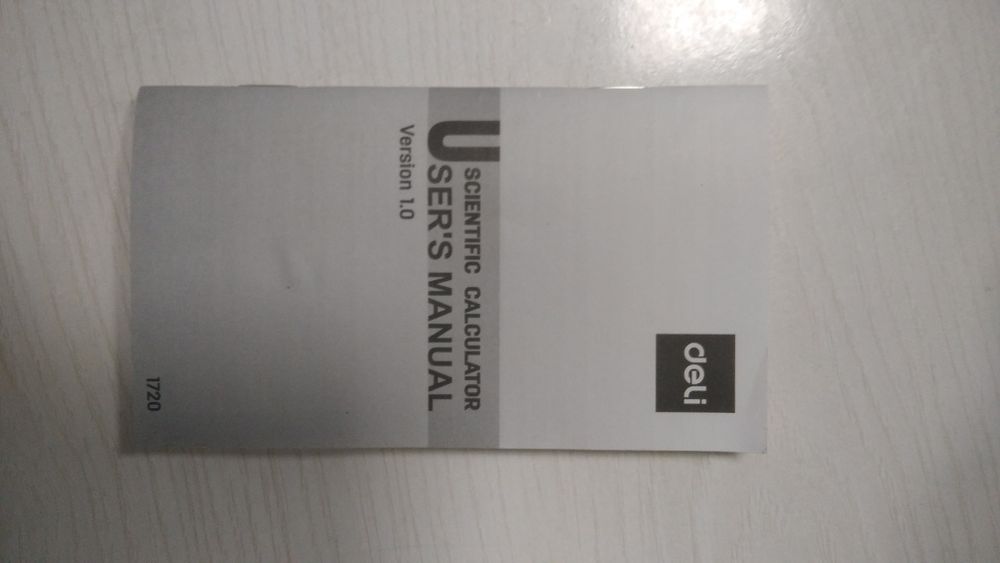 deli
SCIENTIFIC CALCULATOR
USER'S MANUAL
Version 1.0
1720